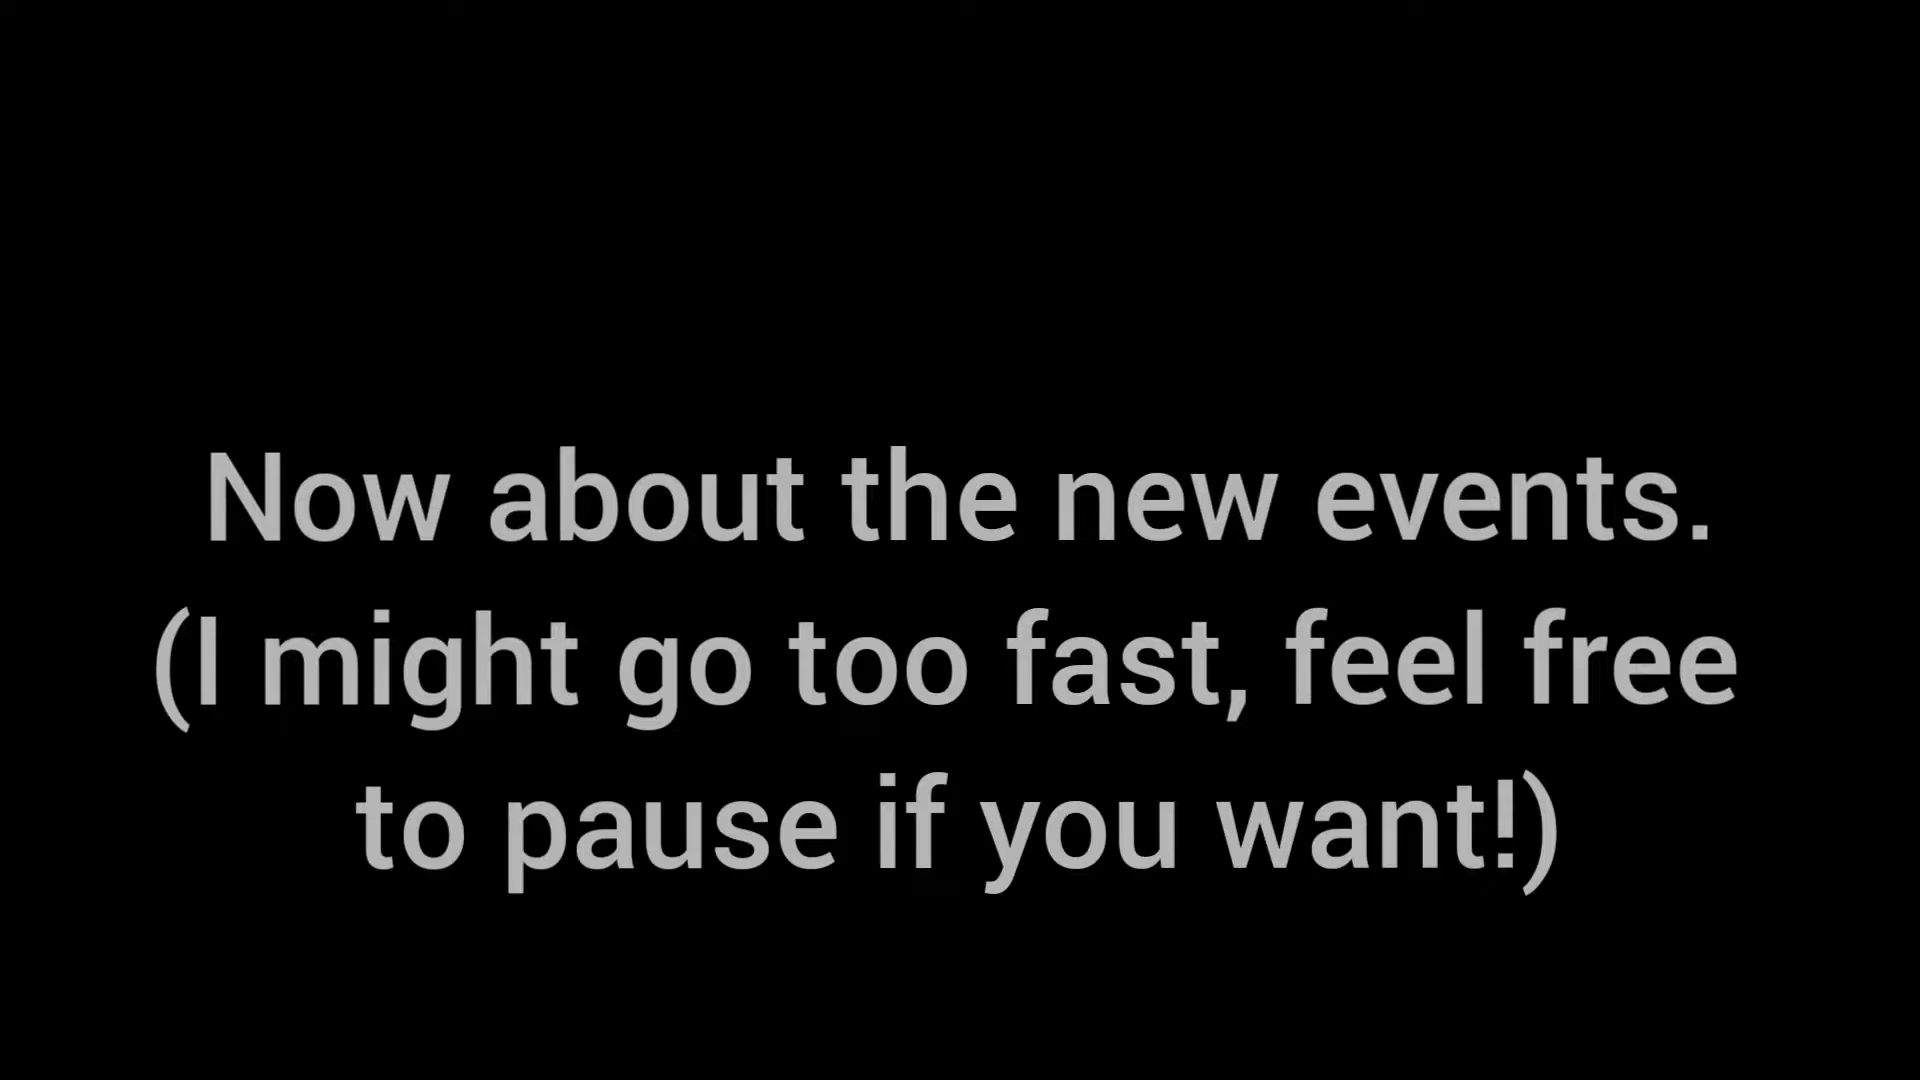 Now about the new events.
(I might go too fast, feel free
to pause if you want!)